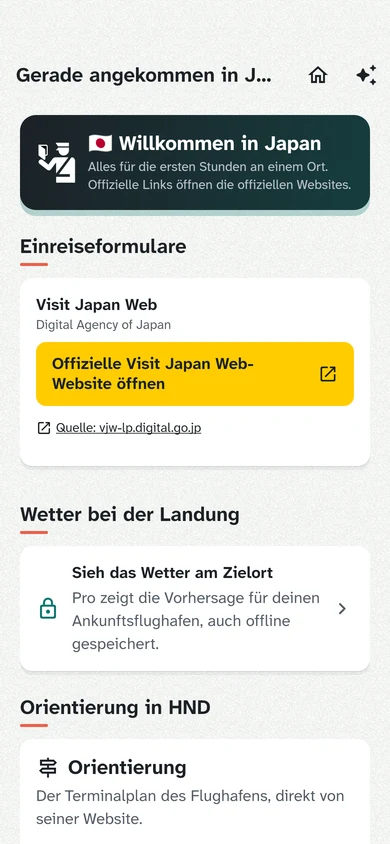 Gerade angekommen in J...
🇯🇵 Willkommen in Japan
Alles für die ersten Stunden an einem Ort.
Offizielle Links öffnen die offiziellen Websites.
Einreiseformulare
Visit Japan Web
Digital Agency of Japan
Offizielle Visit Japan Web-
Website öffnen
Quelle: vjw-lp.digital.go.jp
Wetter bei der Landung
Sieh das Wetter am Zielort
Pro zeigt die Vorhersage für deinen
Ankunftsflughafen, auch offline
gespeichert.
Orientierung in HND
Orientierung
Der Terminalplan des Flughafens, direkt von
seiner Website.